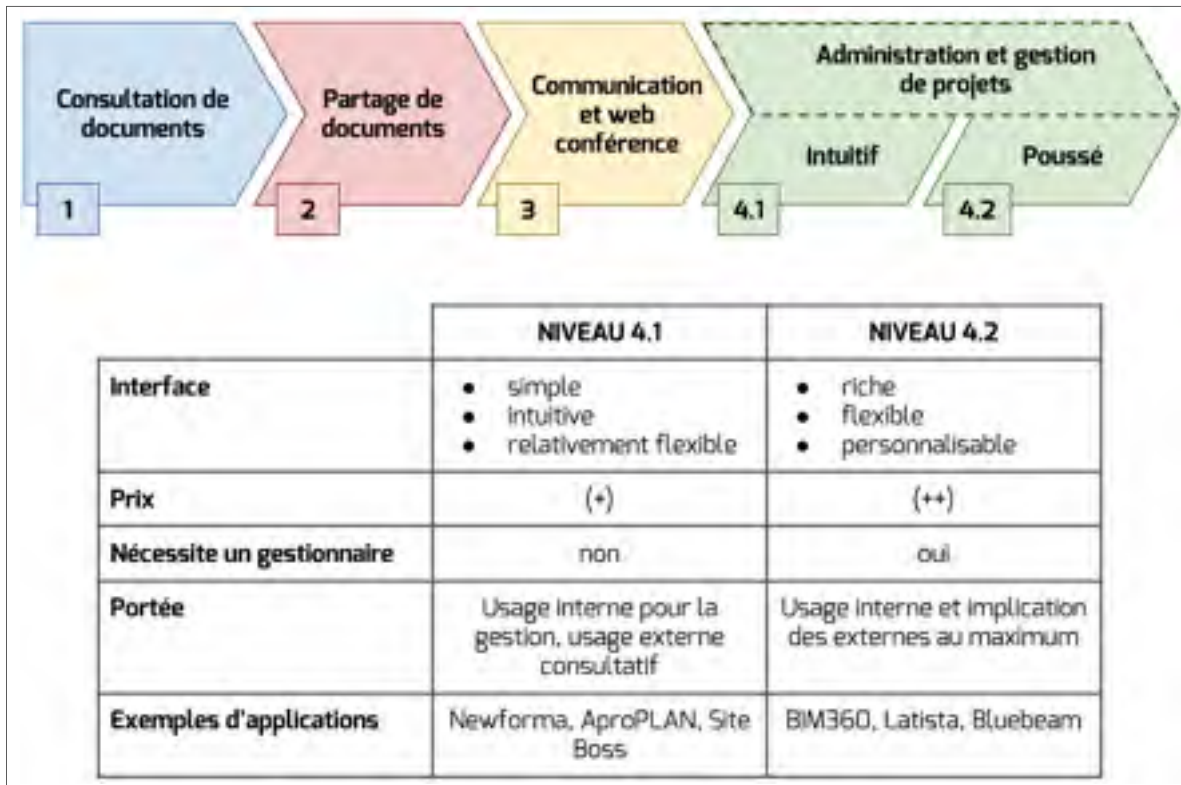 Consultation de
documents
1
Partage de
documents
2
Communication
et web
conférence
3
Administration et gestion
de projets
Intuitif
4.1
Poussé
4.2
NIVEAU 4.1
NIVEAU 4.2
Interface
• simple
• intuitive
• relativement flexible
• riche
• flexible
• personnalisable
Prix
(+)
(++)
Nécessite un gestionnaire
non
oui
Portée
Usage interne pour la
gestion, usage externe
consultatif
Usage interne et implication
des externes au maximum
Exemples d'applications
Newforma, AproPLAN, Site
Boss
BIM360, Latista, Bluebeam